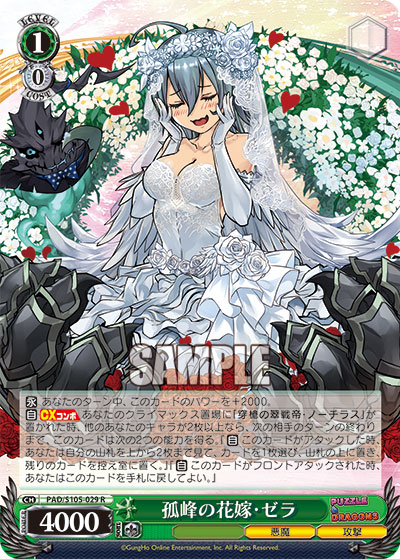 LEVEL
1
0
COST
SAMPLE
【永】 あなたのターン中、このカードのパワーを+2000。
【自】 CXコンボ あなたのクライマックス置場に「穿槍の翠戦帝・ノーチラス」が
置かれた時、他のあなたのキャラが2枚以上なら、次の相手のターンの終わり
まで、このカードは次の2つの能力を得る。『【自】 このカードがアタックした時、
あなたは自分の山札を上から2枚まで見て、カードを1枚選び、山札の上に置き、
残りのカードを控え室に置く。』『【自】 このカードがフロントアタックされた時、
あなたはこのカードを手札に戻してよい。』
CH PAD/S105-029 R
POWER
4000
孤峰の花嫁・ゼラ
PUZZLE & DRAGONS
悪魔 攻撃
©GungHo Online Entertainment, Inc. All Rights Reserved.